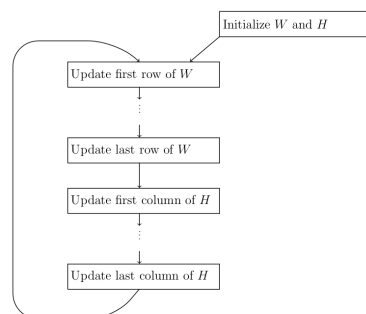 Initialize W and H
Update first row of W
⋮
Update last row of W
Update first column of H
⋮
Update last column of H